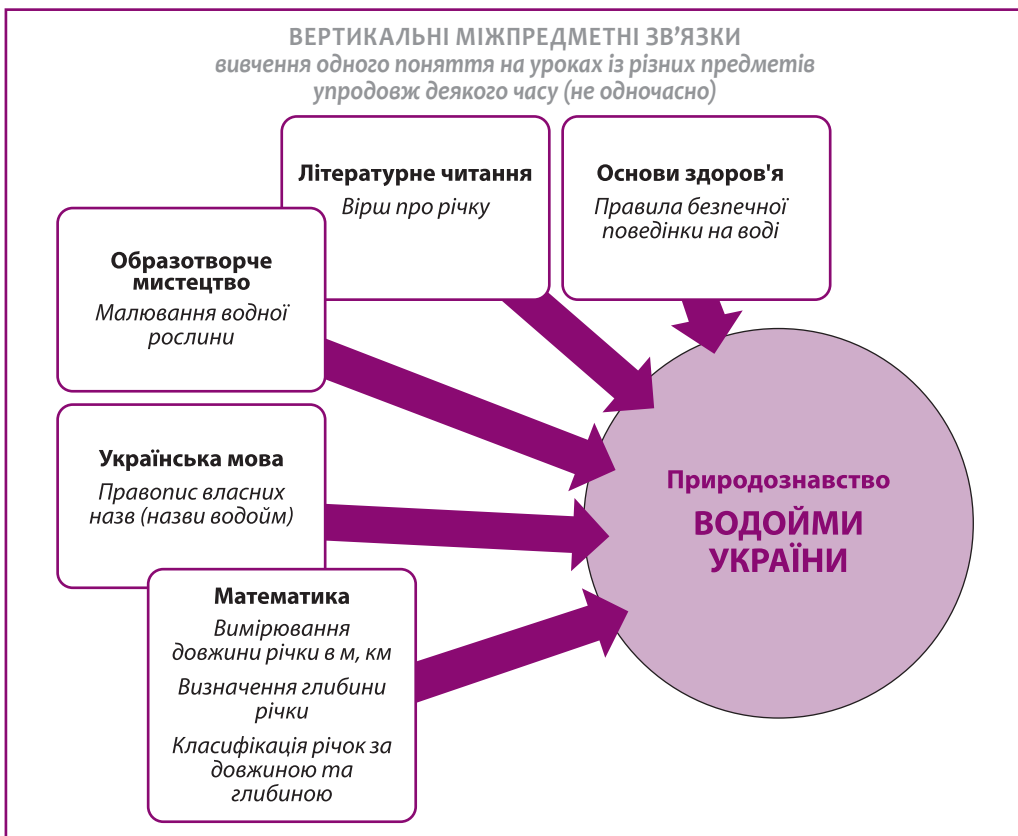 ВЕРТИКАЛЬНІ МІЖПРЕДМЕТНІ ЗВ’ЯЗКИ
вивчення одного поняття на уроках із різних предметів
упродовж деякого часу (не одночасно)
Літературне читання
Вірш про річку
Основи здоров'я
Правила безпечної
поведінки на воді
Образотворче
мистецтво
Малювання водної
рослини
Українська мова
Правопис власних
назв (назви водойм)
Математика
Вимірювання
довжини річки в м, км
Визначення глибини
річки
Класифікація річок за
довжиною та
глибиною
Природознавство
ВОДОЙМИ
УКРАЇНИ